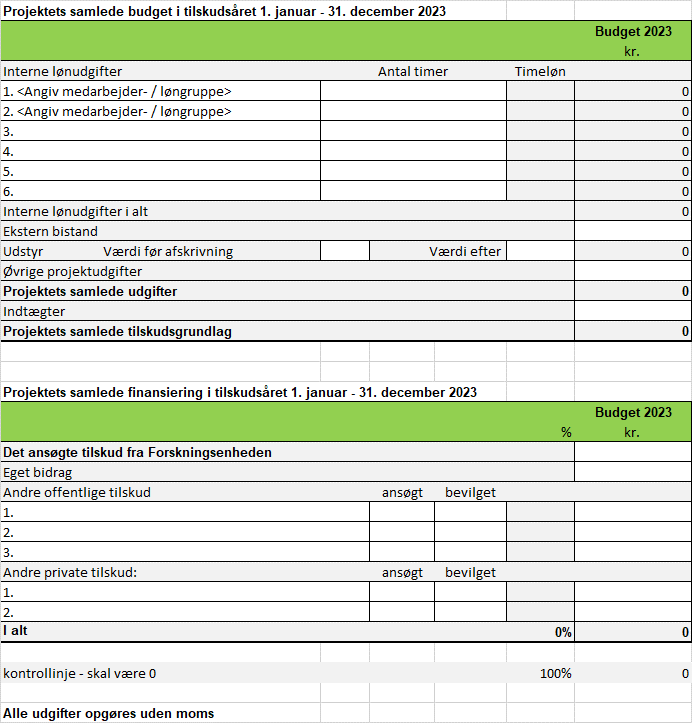 Projektets samlede budget i tilskudsåret 1. januar - 31. december 2023
Budget 2023
kr.
Interne lønudgifter Antal timer Timeløn
1. <Angiv medarbejder- / løngruppe> 0
2. <Angiv medarbejder- / løngruppe> 0
3. 0
4. 0
5. 0
6. 0
Interne lønudgifter i alt 0
Ekstern bistand
Udstyr Værdi før afskrivning Værdi efter 0
Øvrige projektudgifter
Projektets samlede udgifter 0
Indtægter
Projektets samlede tilskudsgrundlag 0
Projektets samlede finansiering i tilskudsåret 1. januar - 31. december 2023
Budget 2023
% kr.
Det ansøgte tilskud fra Forskningsenheden
Eget bidrag
Andre offentlige tilskud ansøgt bevilget
1.
2.
3.
Andre private tilskud: ansøgt bevilget
1.
2.
I alt 0% 0
kontrollinje - skal være 0 100% 0
Alle udgifter opgøres uden moms